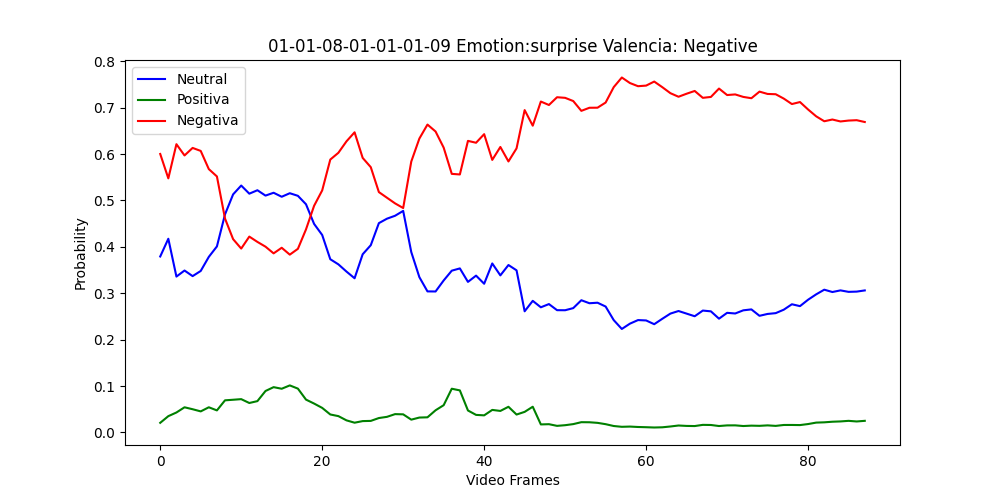 01-01-08-01-01-01-09 Emotion:surprise Valencia: Negative
Neutral
Positiva
Negativa
Probability
0.8
0.7
0.6
0.5
0.4
0.3
0.2
0.1
0.0
0 20 40 60 80
Video Frames